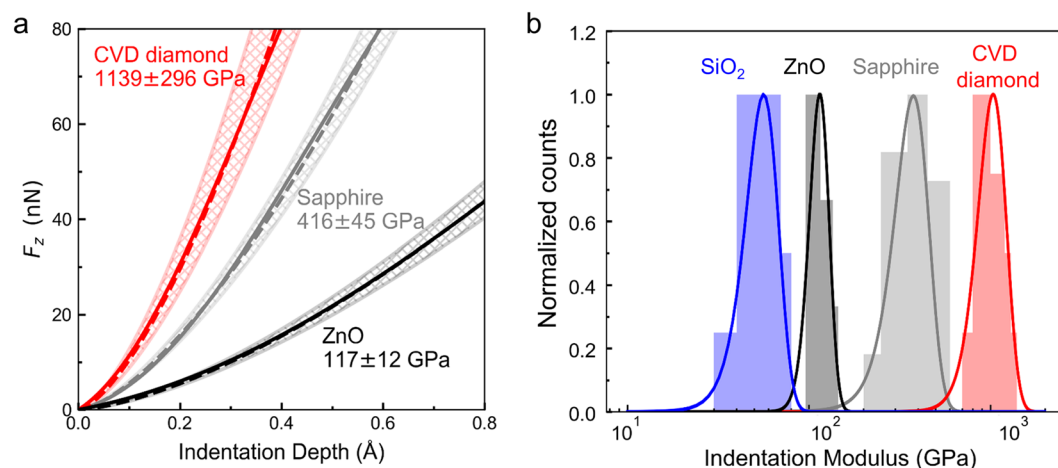 a
80
60
40
20
0
F_z (nN)
CVD diamond
1139±296 GPa
Sapphire
416±45 GPa
ZnO
117±12 GPa
0.0 0.2 0.4 0.6 0.8
Indentation Depth (Å)
b
1.2
1.0
0.8
0.6
0.4
0.2
0.0
Normalized counts
SiO₂ ZnO Sapphire CVD
diamond
10¹ 10² 10³
Indentation Modulus (GPa)